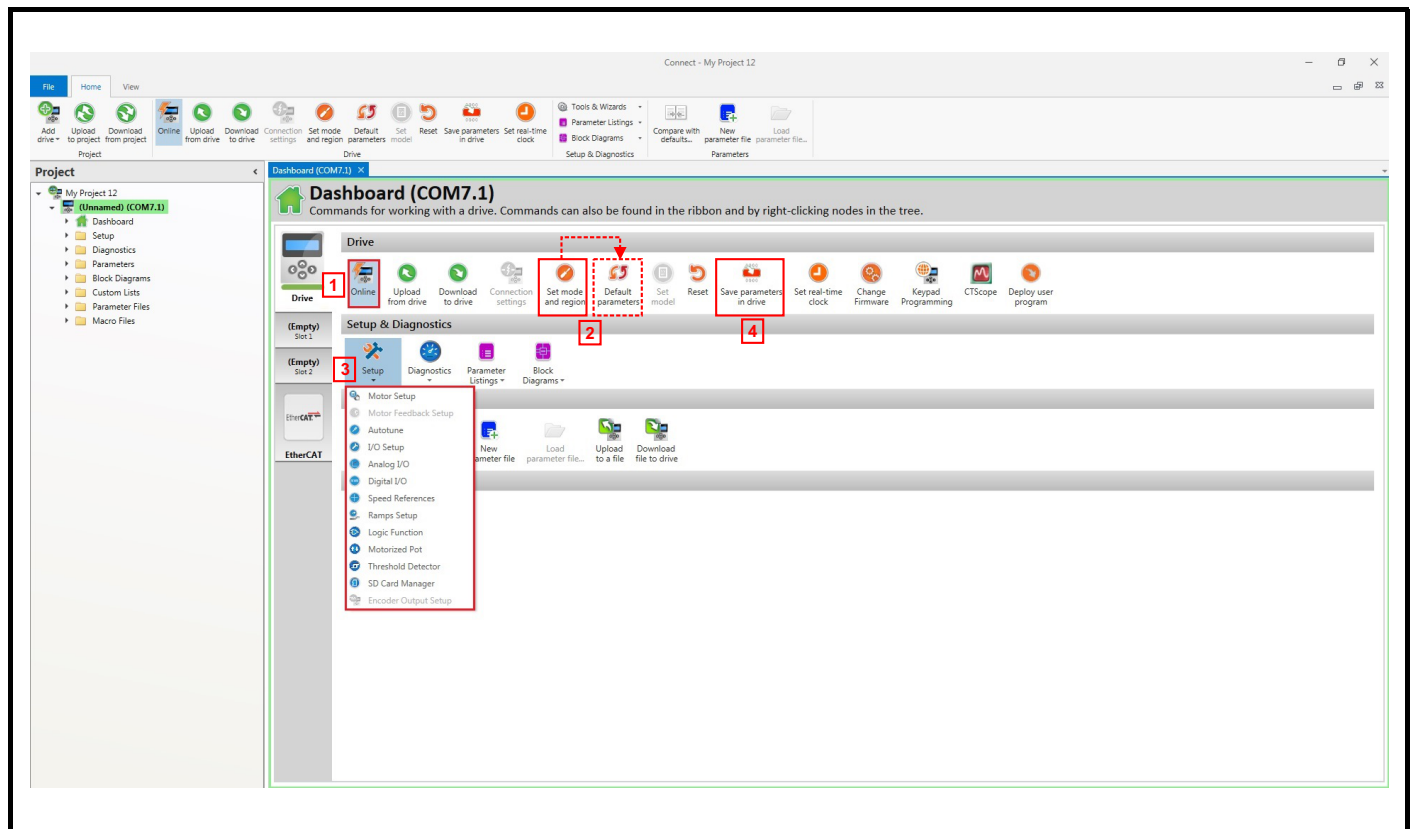 Connect - My Project 12
File Home View
Add drive
Upload to project
Download from project
Online
Upload from drive
Download to drive
Connection settings
Set mode and region
Default parameters
Set model
Reset
Save parameters in drive
Set real-time clock
Tools & Wizards
Parameter Listings
Block Diagrams
Compare with defaults...
New parameter file
Load parameter file...
Project
Drive
Setup & Diagnostics
Parameters
Project
My Project 12
(Unnamed) (COM7.1)
Dashboard
Setup
Diagnostics
Parameters
Block Diagrams
Custom Lists
Parameter Files
Macro Files
Dashboard (COM7.1)
Dashboard (COM7.1)
Commands for working with a drive. Commands can also be found in the ribbon and by right-clicking nodes in the tree.
Drive
(Empty)
Slot 1
(Empty)
Slot 2
EtherCAT
EtherCAT
Drive
1
Online
Upload from drive
Download to drive
Connection settings
Set mode and region
Default parameters
Set model
Reset
Save parameters in drive
Set real-time clock
Change Firmware
Keypad Programming
CTScope
Deploy user program
2
4
Setup & Diagnostics
3
Setup
Diagnostics
Parameter Listings
Block Diagrams
Motor Setup
Motor Feedback Setup
Autotune
I/O Setup
Analog I/O
Digital I/O
Speed References
Ramps Setup
Logic Function
Motorized Pot
Threshold Detector
SD Card Manager
Encoder Output Setup
New
ameter file
Load parameter file...
Upload to a file
Download file to drive